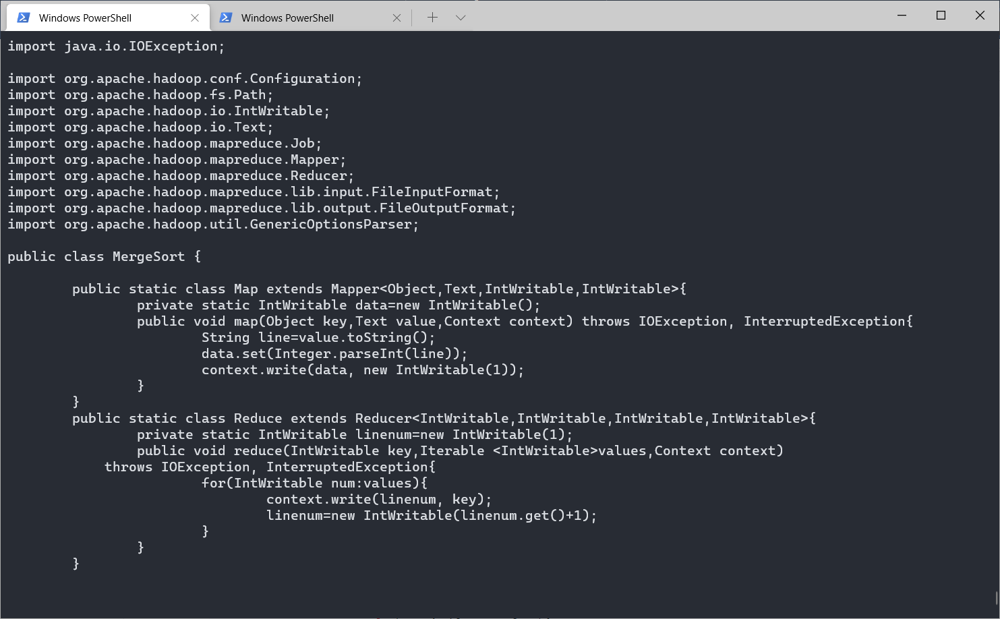 Windows PowerShell
Windows PowerShell
import java.io.IOException;
import org.apache.hadoop.conf.Configuration;
import org.apache.hadoop.fs.Path;
import org.apache.hadoop.io.IntWritable;
import org.apache.hadoop.io.Text;
import org.apache.hadoop.mapreduce.Job;
import org.apache.hadoop.mapreduce.Mapper;
import org.apache.hadoop.mapreduce.Reducer;
import org.apache.hadoop.mapreduce.lib.input.FileInputFormat;
import org.apache.hadoop.mapreduce.lib.output.FileOutputFormat;
import org.apache.hadoop.util.GenericOptionsParser;
public class MergeSort {
public static class Map extends Mapper<Object,Text,IntWritable,IntWritable>{
private static IntWritable data=new IntWritable();
public void map(Object key,Text value,Context context) throws IOException, InterruptedException{
String line=value.toString();
data.set(Integer.parseInt(line));
context.write(data, new IntWritable(1));
}
}
public static class Reduce extends Reducer<IntWritable,IntWritable,IntWritable,IntWritable>{
private static IntWritable linenum=new IntWritable(1);
public void reduce(IntWritable key,Iterable <IntWritable>values,Context context)
throws IOException, InterruptedException{
for(IntWritable num:values){
context.write(linenum, key);
linenum=new IntWritable(linenum.get()+1);
}
}
}